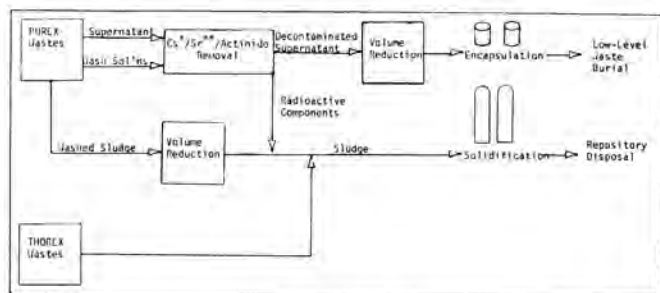 PUREX
Wastes
Supernatant
Wash Sol'ns
Cs⁺/Sr⁺⁺/Actinide
Removal
Decontaminated
Supernatant
Volume
Reduction
Encapsulation
Low-Level
Waste
Burial
Radioactive
Components
Washed Sludge
Volume
Reduction
Sludge
Solidification
Repository
Disposal
THOREX
Wastes